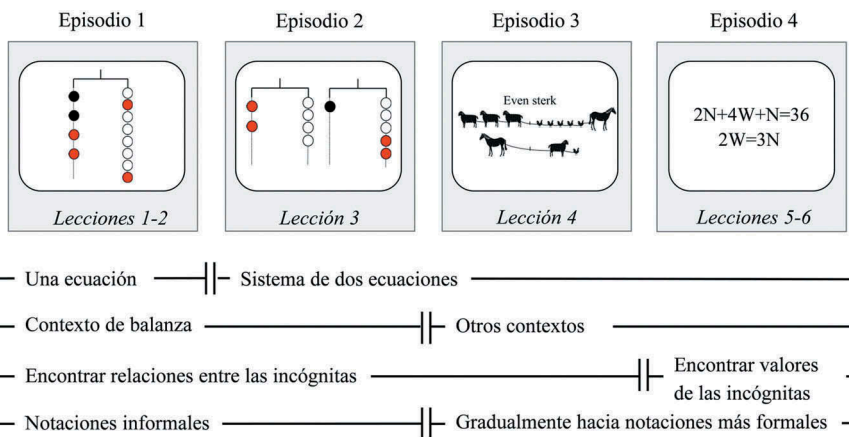 Episodio 1
Episodio 2
Episodio 3
Episodio 4
Even sterk
2N+4W+N=36
2W=3N
Lecciones 1-2
Lección 3
Lección 4
Lecciones 5-6
Una ecuación
Sistema de dos ecuaciones
Contexto de balanza
Otros contextos
Encontrar relaciones entre las incógnitas
Encontrar valores
de las incógnitas
Notaciones informales
Gradualmente hacia notaciones más formales